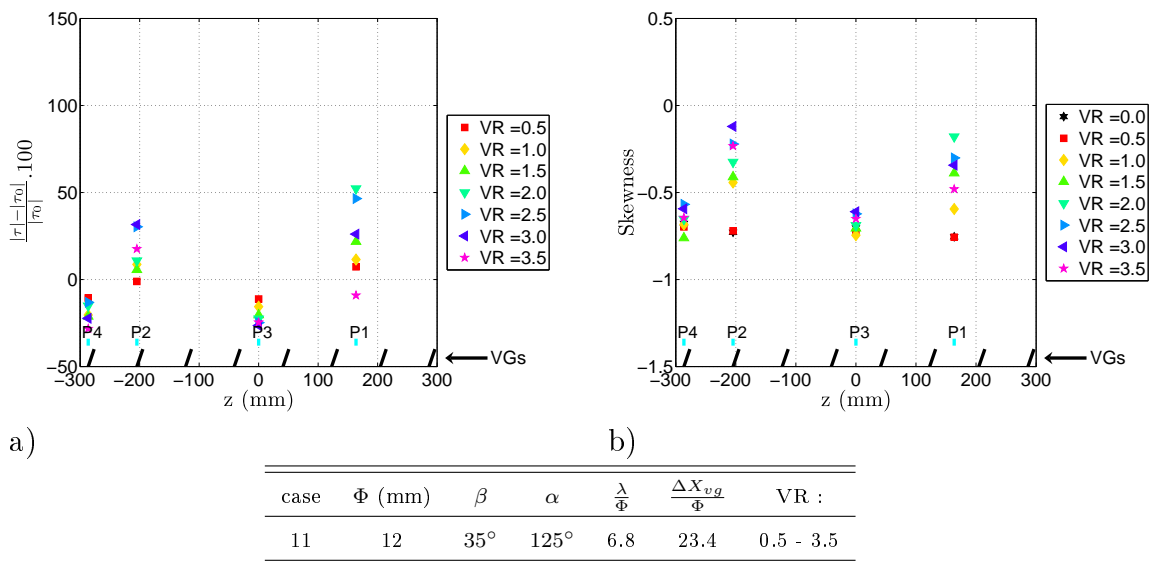 150
100
50
0
−50
|τ|−|τ₀| / |τ₀| .100
−300 −200 −100 0 100 200 300
z (mm)
P4 P2 P3 P1
VGs
VR =0.5
VR =1.0
VR =1.5
VR =2.0
VR =2.5
VR =3.0
VR =3.5
a)
0.5
0
−0.5
−1
−1.5
Skewness
−300 −200 −100 0 100 200 300
z (mm)
P4 P2 P3 P1
VGs
VR =0.0
VR =0.5
VR =1.0
VR =1.5
VR =2.0
VR =2.5
VR =3.0
VR =3.5
b)
case Φ (mm) β α λ/Φ ΔX_vg/Φ VR :
11 12 35° 125° 6.8 23.4 0.5 - 3.5